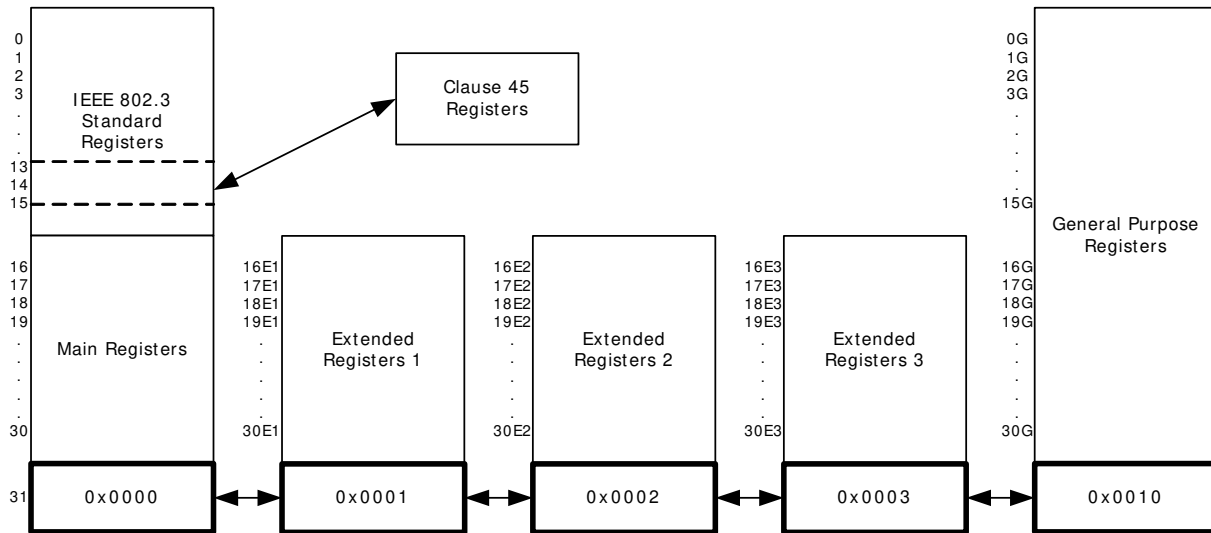 0
1
2
3
.
.
.
13
14
15
IEEE 802.3
Standard
Registers
Clause 45
Registers
16
17
18
19
.
.
.
.
.
30
Main Registers
16E1
17E1
18E1
19E1
.
.
.
.
.
30E1
Extended
Registers 1
16E2
17E2
18E2
19E2
.
.
.
.
.
30E2
Extended
Registers 2
16E3
17E3
18E3
19E3
.
.
.
.
.
30E3
Extended
Registers 3
0G
1G
2G
3G
.
.
.
.
.
15G
16G
17G
18G
19G
.
.
.
.
.
30G
General Purpose
Registers
31
0x0000
0x0001
0x0002
0x0003
0x0010